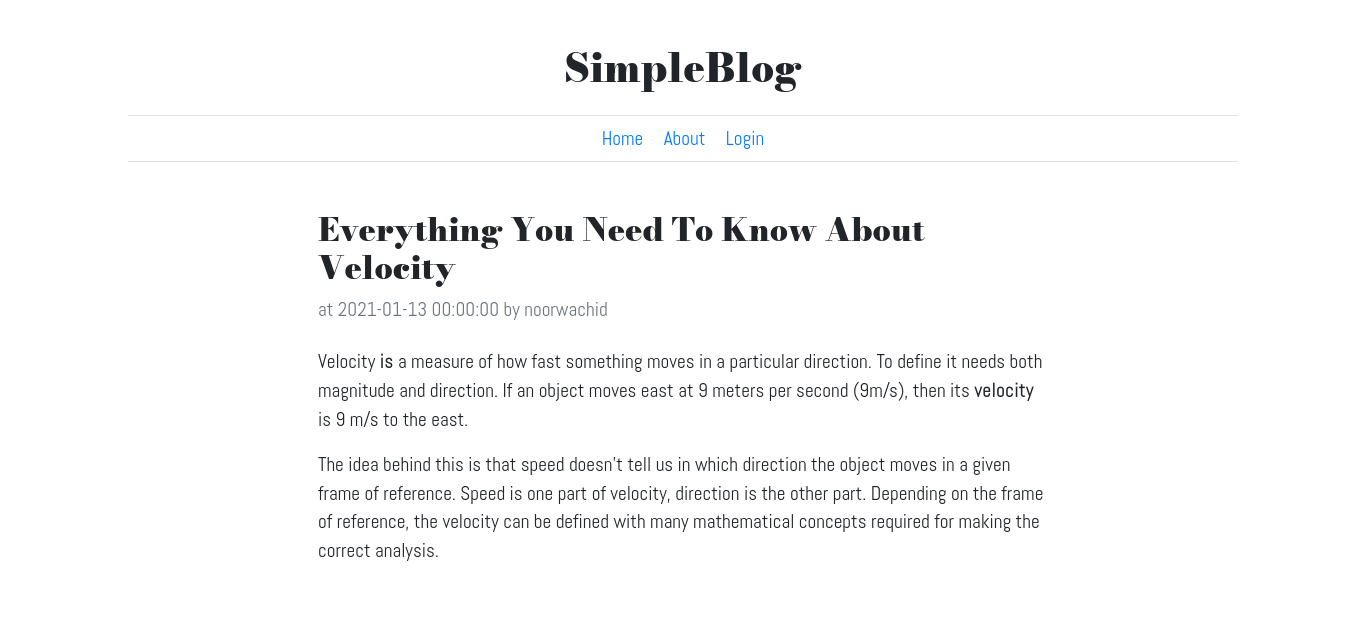 SimpleBlog
Home About Login
Everything You Need To Know About
Velocity
at 2021-01-13 00:00:00 by noorwachid
Velocity is a measure of how fast something moves in a particular direction. To define it needs both
magnitude and direction. If an object moves east at 9 meters per second (9m/s), then its velocity
is 9 m/s to the east.
The idea behind this is that speed doesn't tell us in which direction the object moves in a given
frame of reference. Speed is one part of velocity, direction is the other part. Depending on the frame
of reference, the velocity can be defined with many mathematical concepts required for making the
correct analysis.